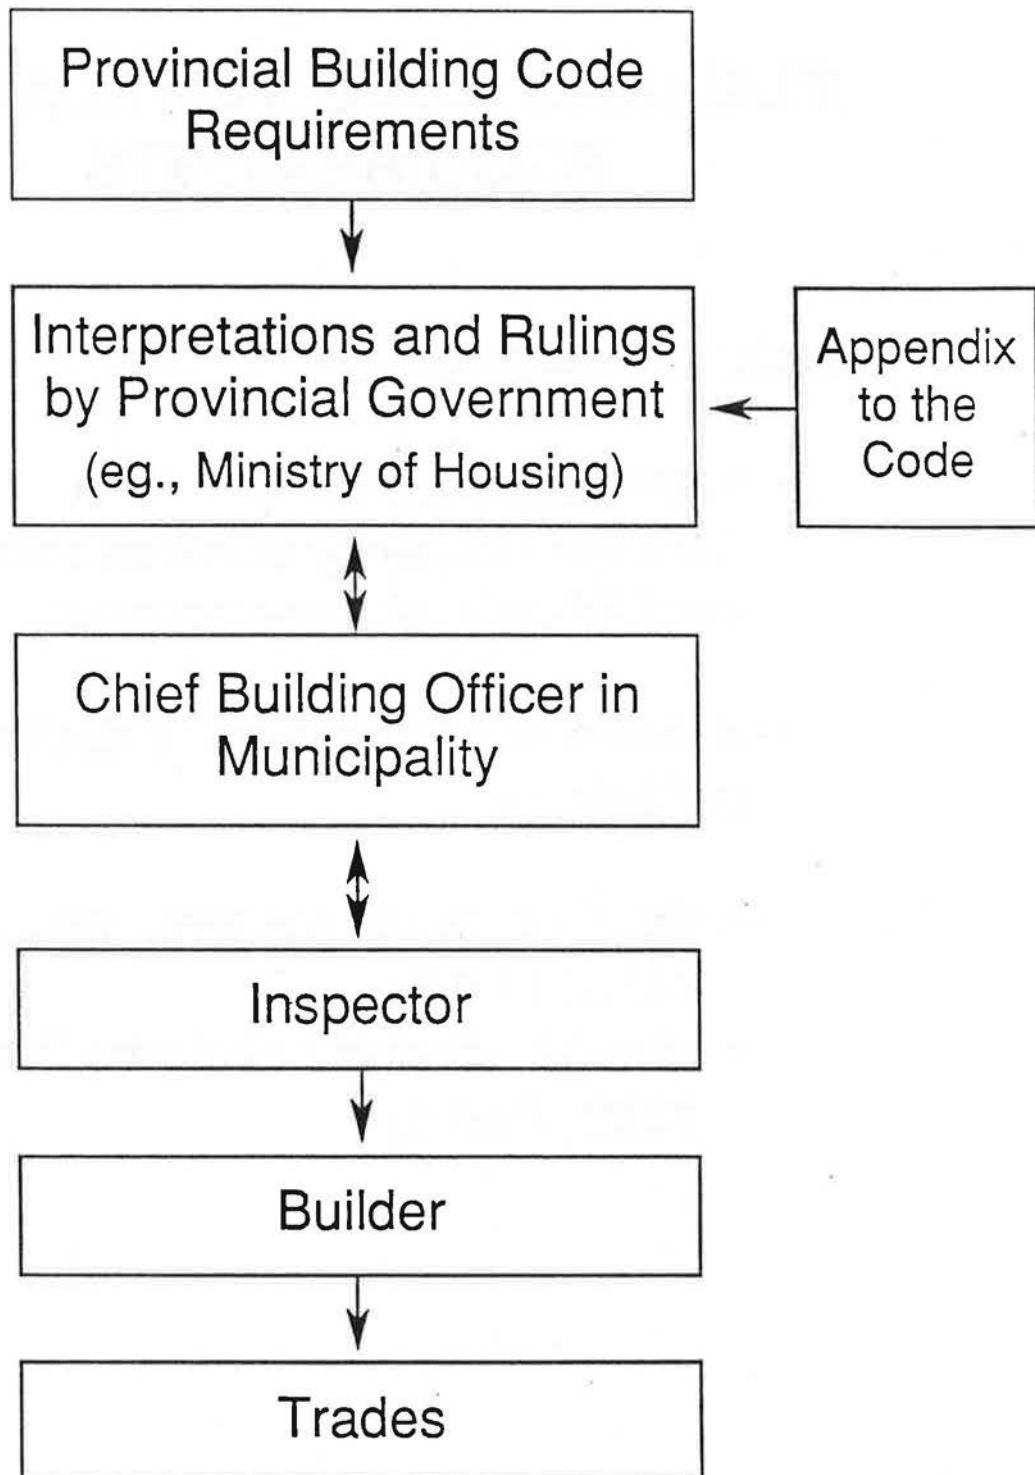 Provincial Building Code
Requirements
Interpretations and Rulings
by Provincial Government
(eg., Ministry of Housing)
Appendix
to the
Code
Chief Building Officer in
Municipality
Inspector
Builder
Trades